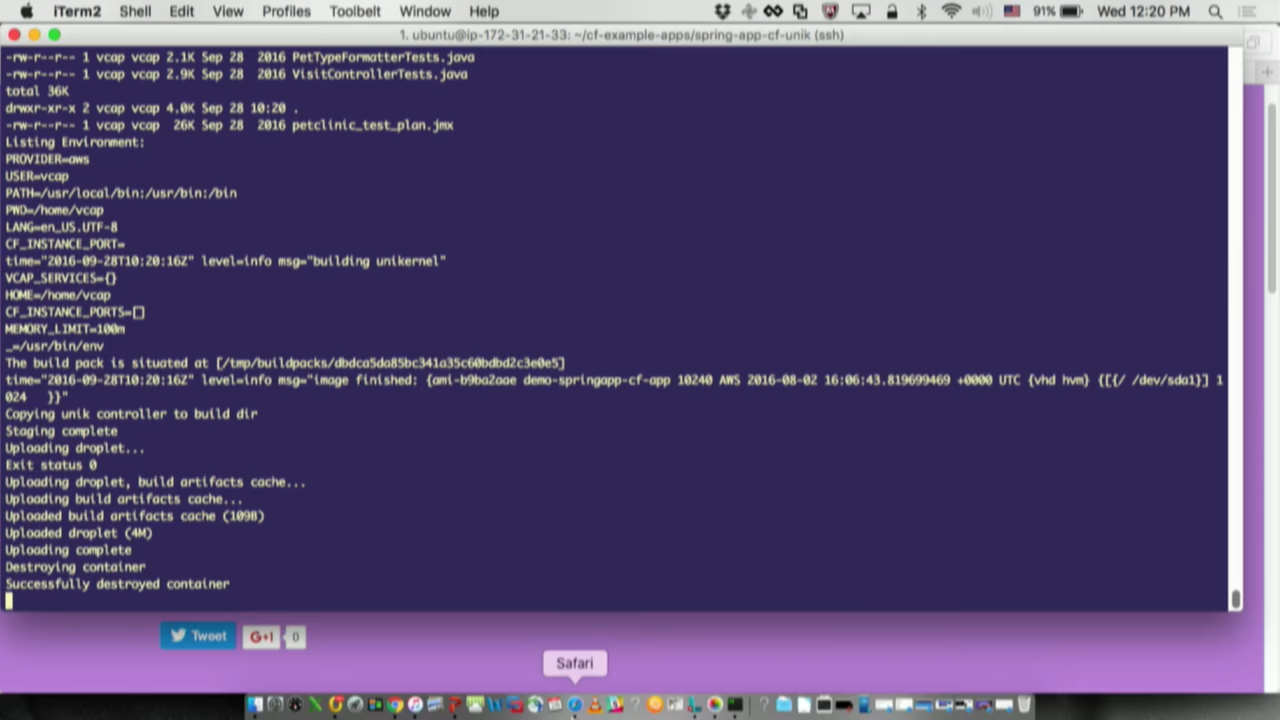 iTerm2 Shell Edit View Profiles Toolbelt Window Help 91% Wed 12:20 PM
1. ubuntu@ip-172-31-21-33: ~/cf-example-apps/spring-app-cf-unik (ssh)
-rw-r--r-- 1 vcap vcap 2.1K Sep 28 2016 PetTypeFormatterTests.java
-rw-r--r-- 1 vcap vcap 2.9K Sep 28 2016 VisitControllerTests.java
total 36K
drwxr-xr-x 2 vcap vcap 4.0K Sep 28 10:20 .
-rw-r--r-- 1 vcap vcap 26K Sep 28 2016 petclinic_test_plan.jmx
Listing Environment:
PROVIDER=aws
USER=vcap
PATH=/usr/local/bin:/usr/bin:/bin
PWD=/home/vcap
LANG=en_US.UTF-8
CF_INSTANCE_PORT=
time="2016-09-28T10:20:16Z" level=info msg="building unikernel"
VCAP_SERVICES={}
HOME=/home/vcap
CF_INSTANCE_PORTS=[]
MEMORY_LIMIT=100m
_=/usr/bin/env
The build pack is situated at [/tmp/buildpacks/dbdca5da85bc341a35c60bdbd2c3e0e5]
time="2016-09-28T10:20:16Z" level=info msg="image finished: {ami-b9ba2aae demo-springapp-cf-app 10240 AWS 2016-08-02 16:06:43.819699469 +0000 UTC {vhd hvm} {[{/ /dev/sda1}] 1
024 }}"
Copying unik controller to build dir
Staging complete
Uploading droplet...
Exit status 0
Uploading droplet, build artifacts cache...
Uploading build artifacts cache...
Uploaded build artifacts cache (109B)
Uploaded droplet (4M)
Uploading complete
Destroying container
Successfully destroyed container
Tweet G+1 0
Safari